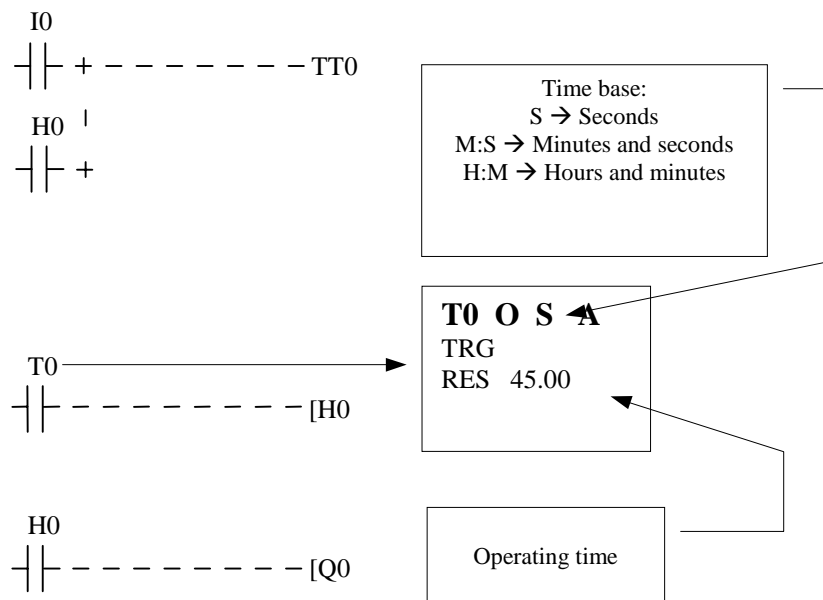 I0
TT0
H0
Time base:
S → Seconds
M:S → Minutes and seconds
H:M → Hours and minutes
T0 O S A
TRG
RES 45.00
T0
[H0
H0
[Q0
Operating time